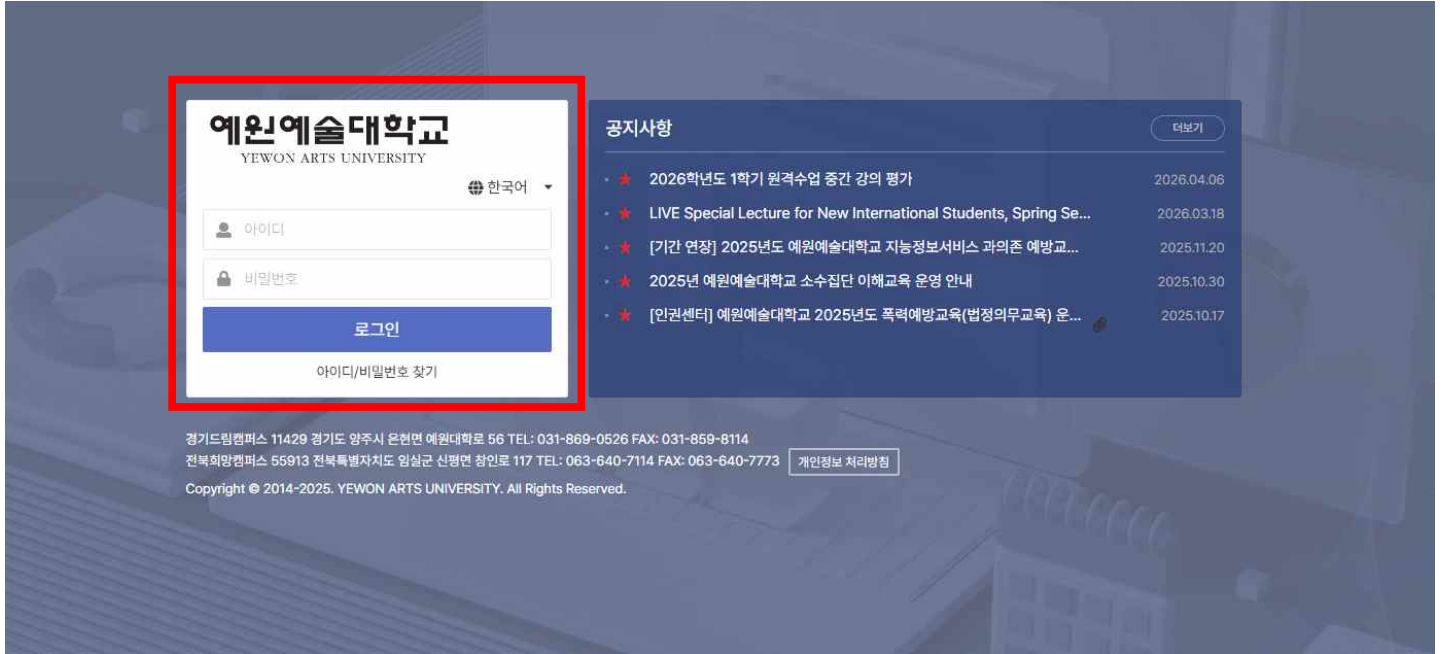 예원예술대학교
YEWON ARTS UNIVERSITY
한국어
아이디
비밀번호
로그인
아이디/비밀번호 찾기
공지사항
더보기
2026학년도 1학기 원격수업 중간 강의 평가 2026.04.06
LIVE Special Lecture for New International Students, Spring Se... 2026.03.18
[기간 연장] 2025년도 예원예술대학교 지능정보서비스 과의존 예방교... 2025.11.20
2025년 예원예술대학교 소수집단 이해교육 운영 안내 2025.10.30
[인권센터] 예원예술대학교 2025년도 폭력예방교육(법정의무교육) 운... 2025.10.17
경기드림캠퍼스 11429 경기도 양주시 은현면 예원대학로 56 TEL: 031-869-0526 FAX: 031-859-8114
전북희망캠퍼스 55913 전북특별자치도 임실군 신평면 창인로 117 TEL: 063-640-7114 FAX: 063-640-7773 개인정보 처리방침
Copyright © 2014-2025. YEWON ARTS UNIVERSITY. All Rights Reserved.